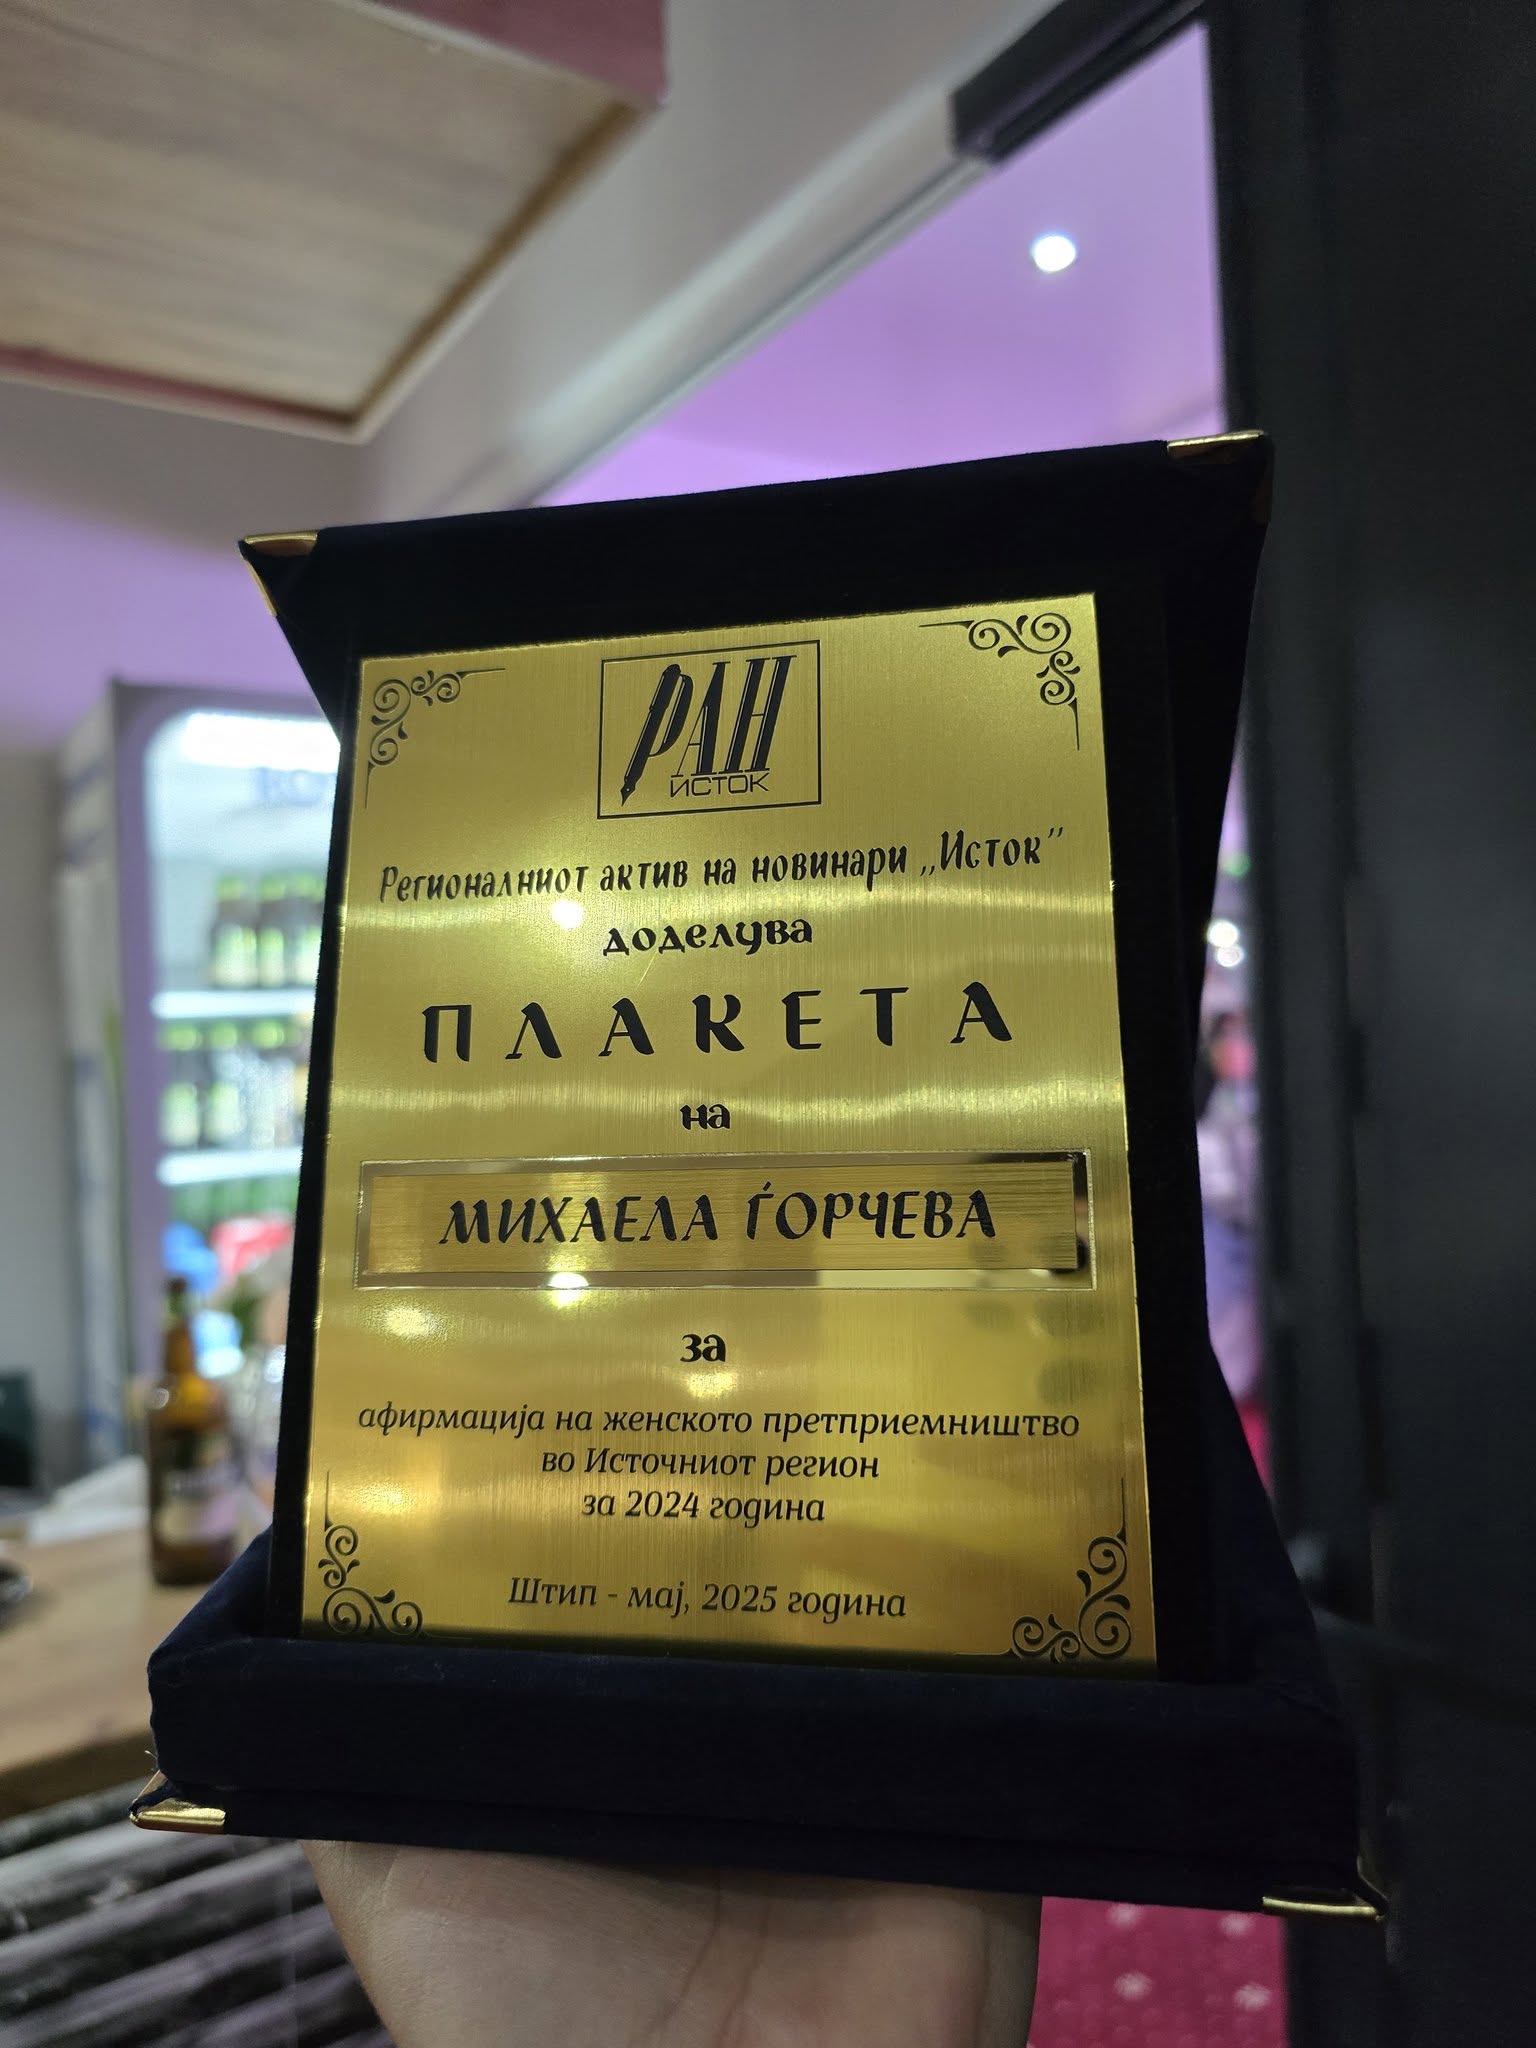 РАН
ИСТОК
Регионалниот актив на новинари „Исток”
доделува
ПЛАКЕТА
на
МИХАЕЛА ЃОРЧЕВА
за
афирмација на женското претприемништво
во Источниот регион
за 2024 година
Штип - мај, 2025 година